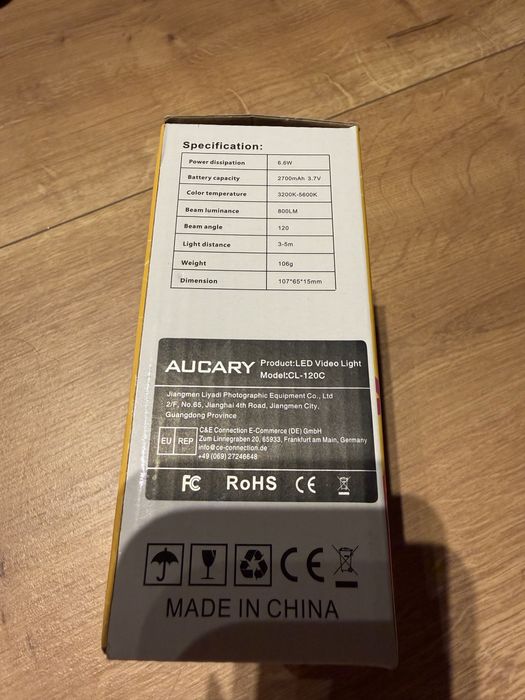 Specification:
Power dissipation 6.6W
Battery capacity 2700mAh 3.7V
Color temperature 3200K-5600K
Beam luminance 800LM
Beam angle 120
Light distance 3-5m
Weight 106g
Dimension 107*65*15mm
AUCARY Product:LED Video Light
Model:CL-120C
Jiangmen Liyadi Photographic Equipment Co., Ltd
2/F, No.65, Jianghai 4th Road, Jiangmen City,
Guangdong Province
EU REP
C&E Connection E-Commerce (DE) GmbH
Zum Linnegraben 20, 65933, Frankfurt am Main, Germany
info@ce-connection.de
+49 (069) 27246648
FC RoHS CE
CE
MADE IN CHINA